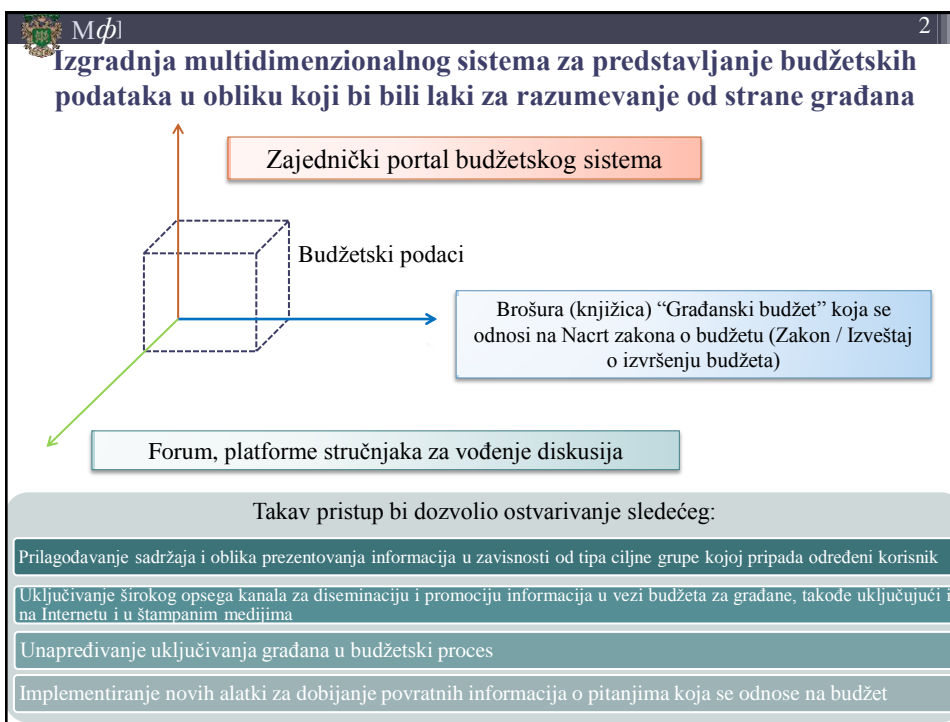 Мф]
2
Izgradnja multidimenzionalnog sistema za predstavljanje budžetskih
podataka u obliku koji bi bili laki za razumevanje od strane građana
Zajednički portal budžetskog sistema
Budžetski podaci
Brošura (knjižica) “Građanski budžet” koja se
odnosi na Nacrt zakona o budžetu (Zakon / Izveštaj
o izvršenju budžeta)
Forum, platforme stručnjaka za vođenje diskusija
Takav pristup bi dozvolio ostvarivanje sledećeg:
Prilagođavanje sadržaja i oblika prezentovanja informacija u zavisnosti od tipa ciljne grupe kojoj pripada određeni korisnik
Uključivanje širokog opsega kanala za diseminaciju i promociju informacija u vezi budžeta za građane, takođe uključujući i
na Internetu i u štampanim medijima
Unapređivanje uključivanja građana u budžetski proces
Implementiranje novih alatki za dobijanje povratnih informacija o pitanjima koja se odnose na budžet